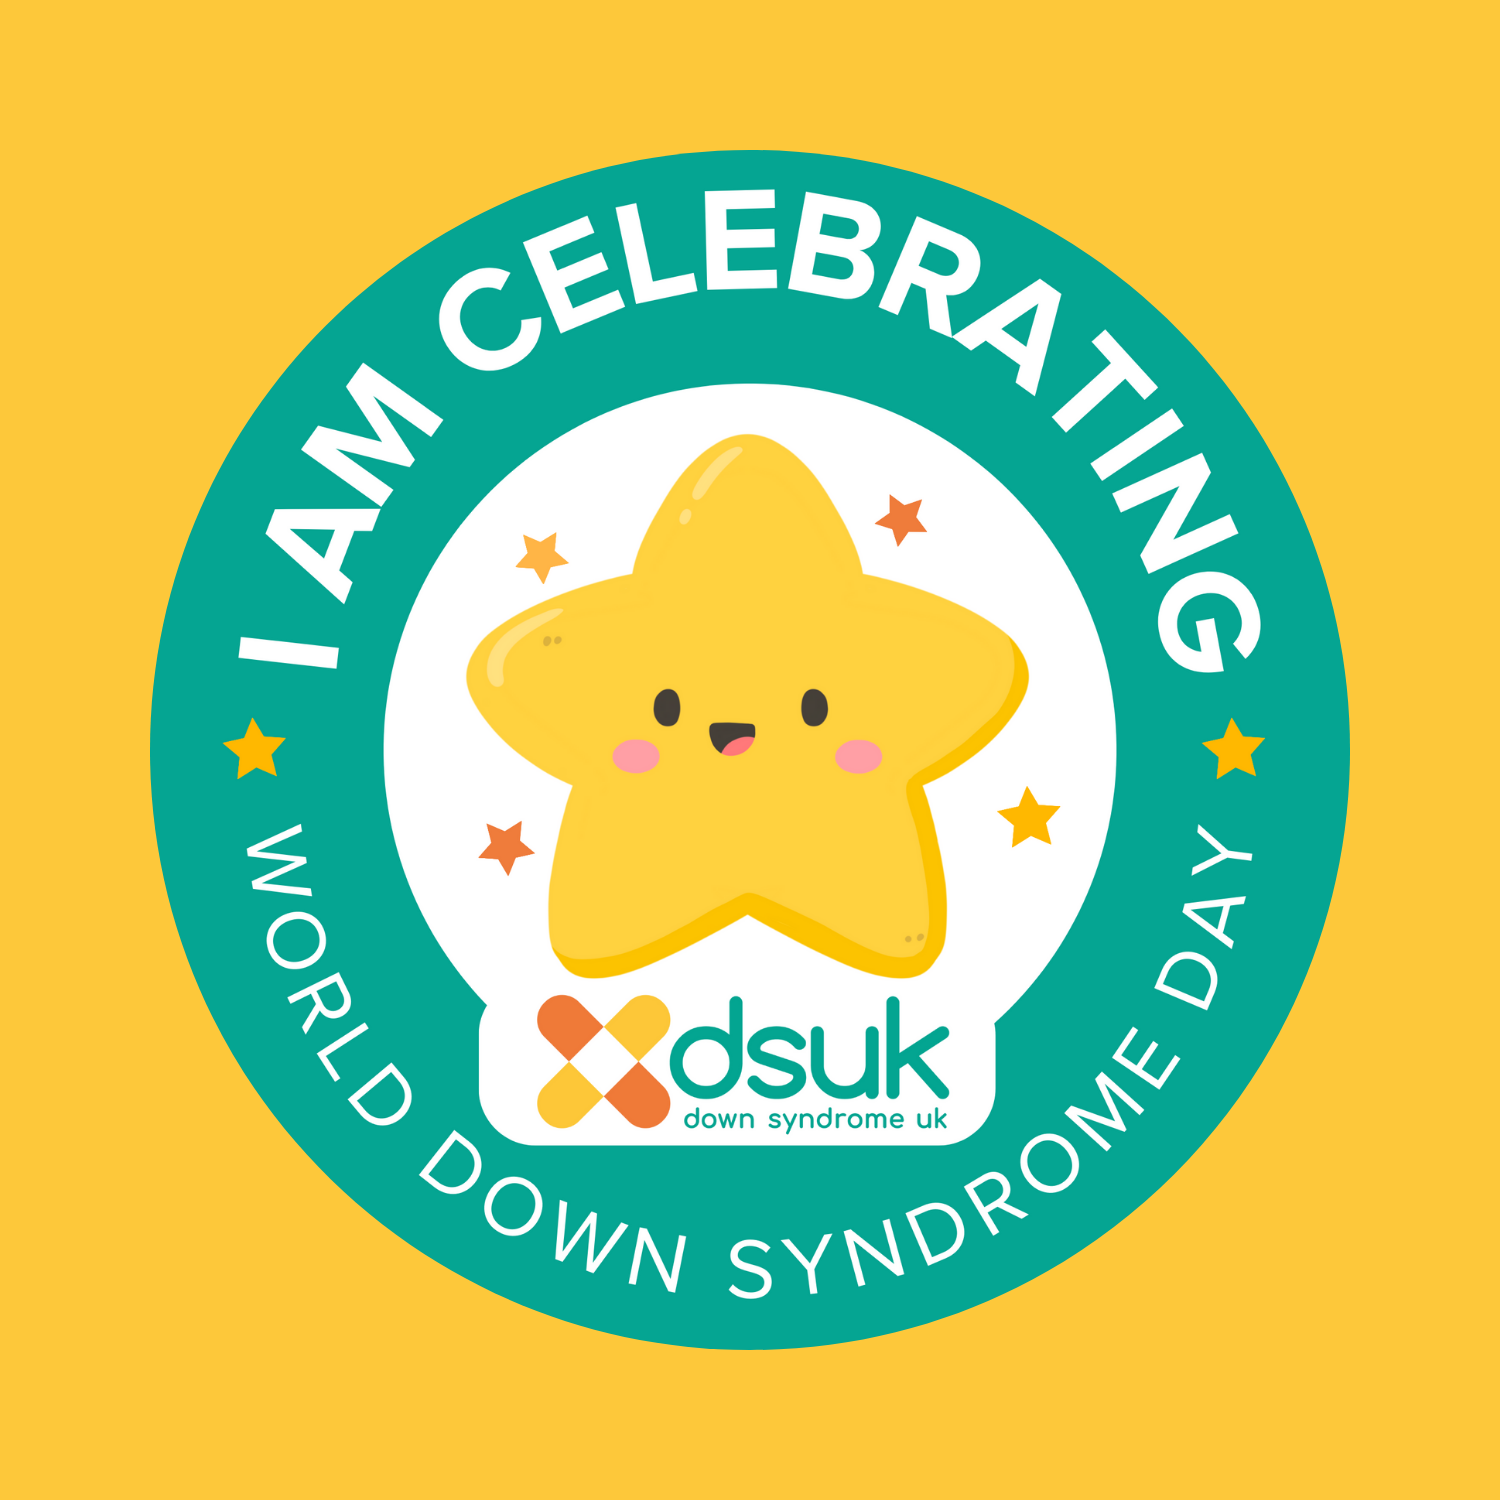 I AM CELEBRATING
dsuk
down syndrome uk
WORLD DOWN SYNDROME DAY